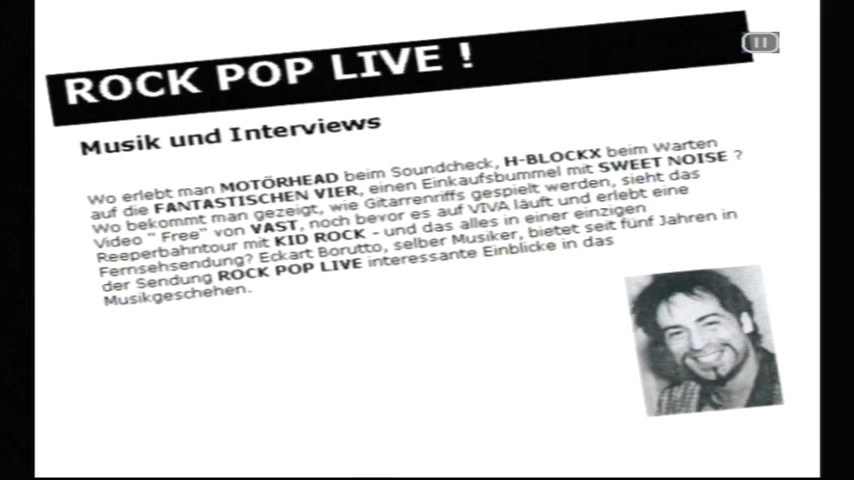 ROCK POP LIVE !
Musik und Interviews
Wo erlebt man MOTÖRHEAD beim Soundcheck, H-BLOCKX beim Warten
auf die FANTASTISCHEN VIER, einen Einkaufsbummel mit SWEET NOISE ?
Wo bekommt man gezeigt, wie Gitarrenriffs gespielt werden, sieht das
Video " Free" von VAST, noch bevor es auf VIVA läuft und erlebt eine
Reeperbahntour mit KID ROCK - und das alles in einer einzigen
Fernsehsendung? Eckart Borutto, selber Musiker, bietet seit fünf Jahren in
der Sendung ROCK POP LIVE interessante Einblicke in das
Musikgeschehen.